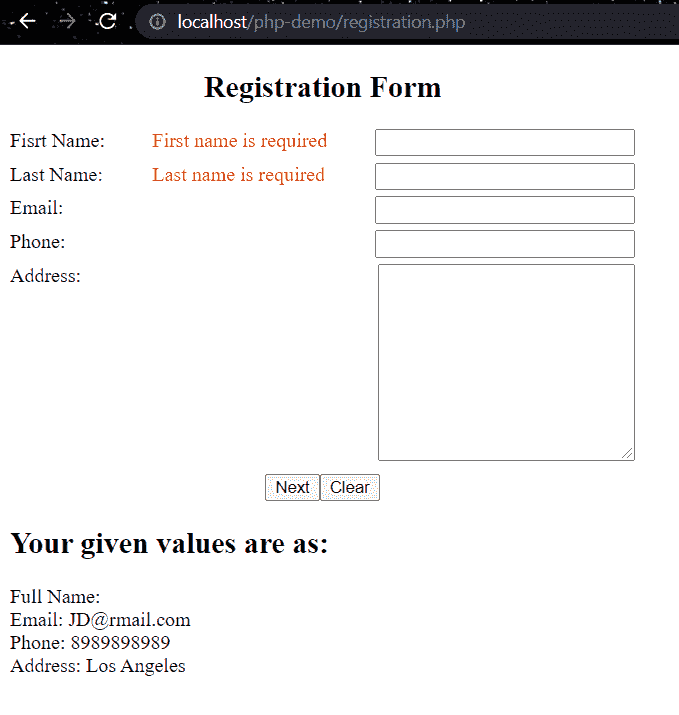 localhost/php-demo/registration.php
Registration Form
Fisrt Name: First name is required
Last Name: Last name is required
Email:
Phone:
Address:
Next Clear
Your given values are as:
Full Name:
Email: JD@rmail.com
Phone: 8989898989
Address: Los Angeles